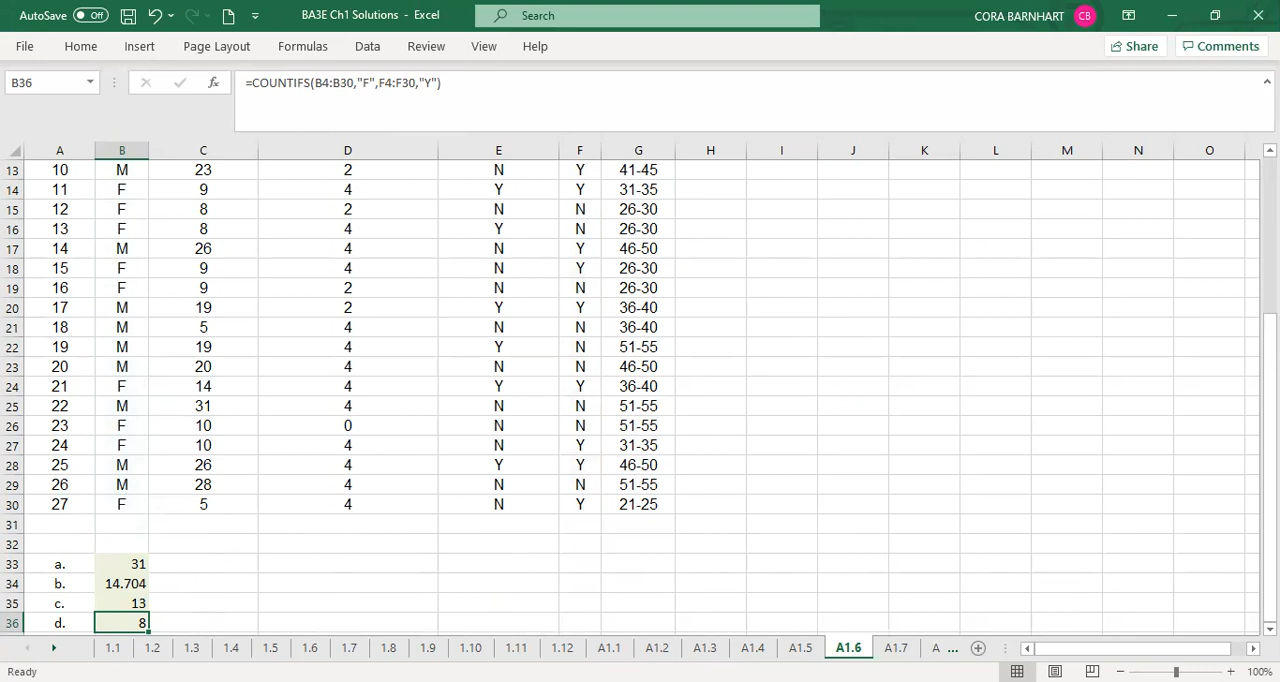 AutoSave Off BA3E Ch1 Solutions - Excel Search CORA BARNHART CB
File Home Insert Page Layout Formulas Data Review View Help Share Comments
B36 fx =COUNTIFS(B4:B30,"F",F4:F30,"Y")
A B C D E F G H I J K L M N O
13 10 M 23 2 N Y 41-45
14 11 F 9 4 Y Y 31-35
15 12 F 8 2 N N 26-30
16 13 F 8 4 Y N 26-30
17 14 M 26 4 N Y 46-50
18 15 F 9 4 N Y 26-30
19 16 F 9 2 N N 26-30
20 17 M 19 2 Y Y 36-40
21 18 M 5 4 N N 36-40
22 19 M 19 4 Y N 51-55
23 20 M 20 4 N N 46-50
24 21 F 14 4 Y Y 36-40
25 22 M 31 4 N N 51-55
26 23 F 10 0 N N 51-55
27 24 F 10 4 N Y 31-35
28 25 M 26 4 Y Y 46-50
29 26 M 28 4 N N 51-55
30 27 F 5 4 N Y 21-25
31
32
33 a. 31
34 b. 14.704
35 c. 13
36 d. 8
1.1 1.2 1.3 1.4 1.5 1.6 1.7 1.8 1.9 1.10 1.11 1.12 A1.1 A1.2 A1.3 A1.4 A1.5 A1.6 A1.7 A ...
Ready 100%